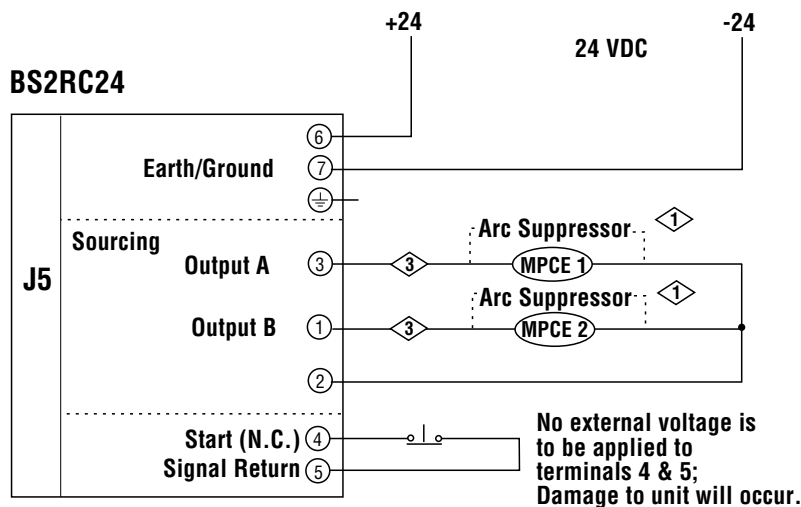 +24
-24
24 VDC
BS2RC24
J5
6
Earth/Ground
7
Sourcing
Output A
3
3
Arc Suppressor
1
MPCE 1
Output B
1
3
Arc Suppressor
1
MPCE 2
2
Start (N.C.)
4
Signal Return
5
No external voltage is
to be applied to
terminals 4 & 5;
Damage to unit will occur.